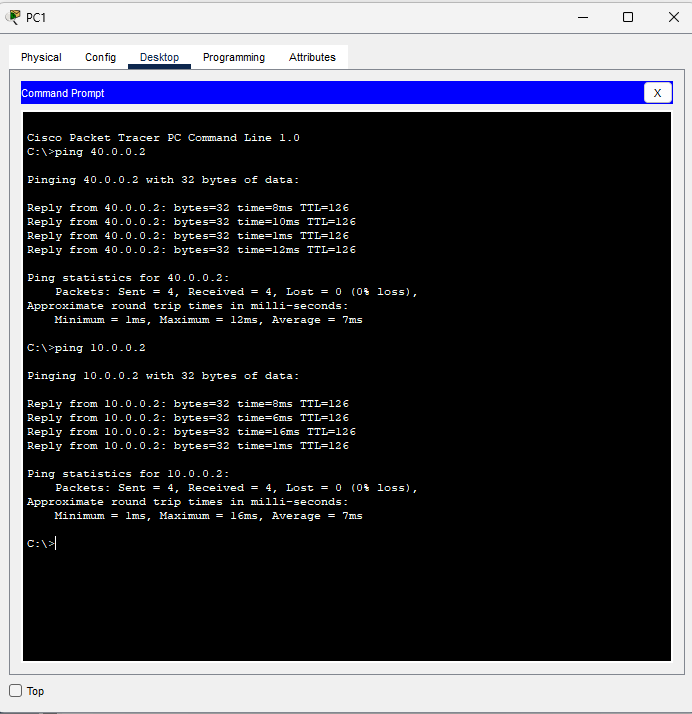 PC1
Physical Config Desktop Programming Attributes
Command Prompt X
Cisco Packet Tracer PC Command Line 1.0
C:\>ping 40.0.0.2
Pinging 40.0.0.2 with 32 bytes of data:
Reply from 40.0.0.2: bytes=32 time=8ms TTL=126
Reply from 40.0.0.2: bytes=32 time=10ms TTL=126
Reply from 40.0.0.2: bytes=32 time=1ms TTL=126
Reply from 40.0.0.2: bytes=32 time=12ms TTL=126
Ping statistics for 40.0.0.2:
Packets: Sent = 4, Received = 4, Lost = 0 (0% loss),
Approximate round trip times in milli-seconds:
Minimum = 1ms, Maximum = 12ms, Average = 7ms
C:\>ping 10.0.0.2
Pinging 10.0.0.2 with 32 bytes of data:
Reply from 10.0.0.2: bytes=32 time=8ms TTL=126
Reply from 10.0.0.2: bytes=32 time=6ms TTL=126
Reply from 10.0.0.2: bytes=32 time=16ms TTL=126
Reply from 10.0.0.2: bytes=32 time=1ms TTL=126
Ping statistics for 10.0.0.2:
Packets: Sent = 4, Received = 4, Lost = 0 (0% loss),
Approximate round trip times in milli-seconds:
Minimum = 1ms, Maximum = 16ms, Average = 7ms
C:\>
Top